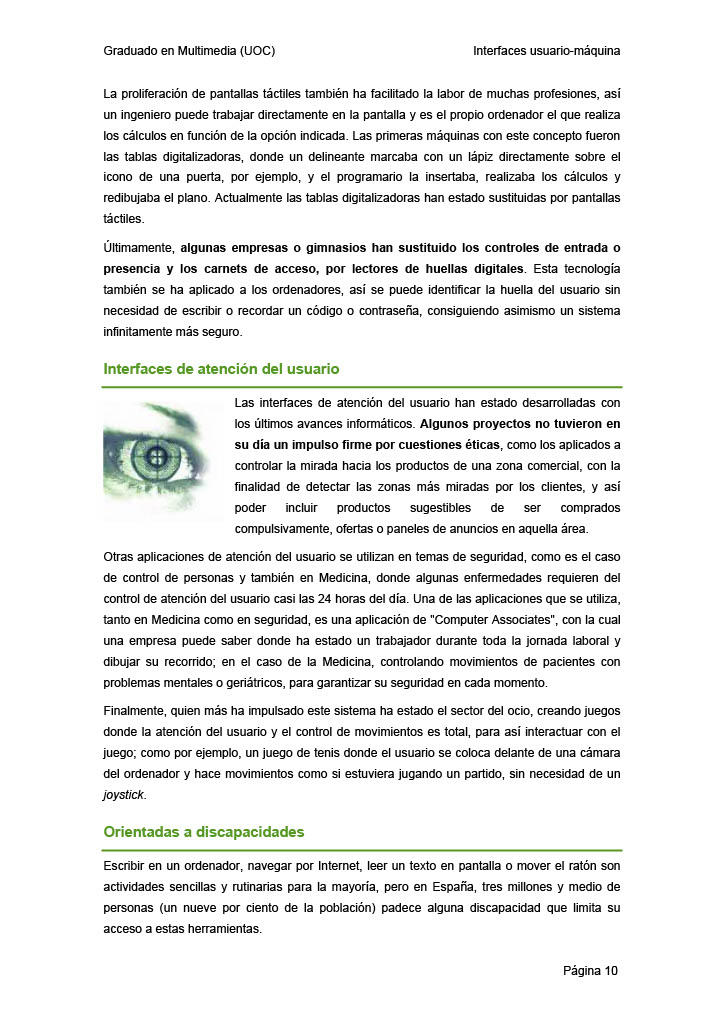 Graduado en Multimedia (UOC) Interfaces usuario-máquina
La proliferación de pantallas táctiles también ha facilitado la labor de muchas profesiones, así
un ingeniero puede trabajar directamente en la pantalla y es el propio ordenador el que realiza
los cálculos en función de la opción indicada. Las primeras máquinas con este concepto fueron
las tablas digitalizadoras, donde un delineante marcaba con un lápiz directamente sobre el
icono de una puerta, por ejemplo, y el programario la insertaba, realizaba los cálculos y
redibujaba el plano. Actualmente las tablas digitalizadoras han estado sustituidas por pantallas
táctiles.
Últimamente, algunas empresas o gimnasios han sustituido los controles de entrada o
presencia y los carnets de acceso, por lectores de huellas digitales. Esta tecnología
también se ha aplicado a los ordenadores, así se puede identificar la huella del usuario sin
necesidad de escribir o recordar un código o contraseña, consiguiendo asimismo un sistema
infinitamente más seguro.
Interfaces de atención del usuario
Las interfaces de atención del usuario han estado desarrolladas con
los últimos avances informáticos. Algunos proyectos no tuvieron en
su día un impulso firme por cuestiones éticas, como los aplicados a
controlar la mirada hacia los productos de una zona comercial, con la
finalidad de detectar las zonas más miradas por los clientes, y así
poder incluir productos sugestibles de ser comprados
compulsivamente, ofertas o paneles de anuncios en aquella área.
Otras aplicaciones de atención del usuario se utilizan en temas de seguridad, como es el caso
de control de personas y también en Medicina, donde algunas enfermedades requieren del
control de atención del usuario casi las 24 horas del día. Una de las aplicaciones que se utiliza,
tanto en Medicina como en seguridad, es una aplicación de "Computer Associates", con la cual
una empresa puede saber donde ha estado un trabajador durante toda la jornada laboral y
dibujar su recorrido; en el caso de la Medicina, controlando movimientos de pacientes con
problemas mentales o geriátricos, para garantizar su seguridad en cada momento.
Finalmente, quien más ha impulsado este sistema ha estado el sector del ocio, creando juegos
donde la atención del usuario y el control de movimientos es total, para así interactuar con el
juego; como por ejemplo, un juego de tenis donde el usuario se coloca delante de una cámara
del ordenador y hace movimientos como si estuviera jugando un partido, sin necesidad de un
joystick.
Orientadas a discapacidades
Escribir en un ordenador, navegar por Internet, leer un texto en pantalla o mover el ratón son
actividades sencillas y rutinarias para la mayoría, pero en España, tres millones y medio de
personas (un nueve por ciento de la población) padece alguna discapacidad que limita su
acceso a estas herramientas.
Página 10